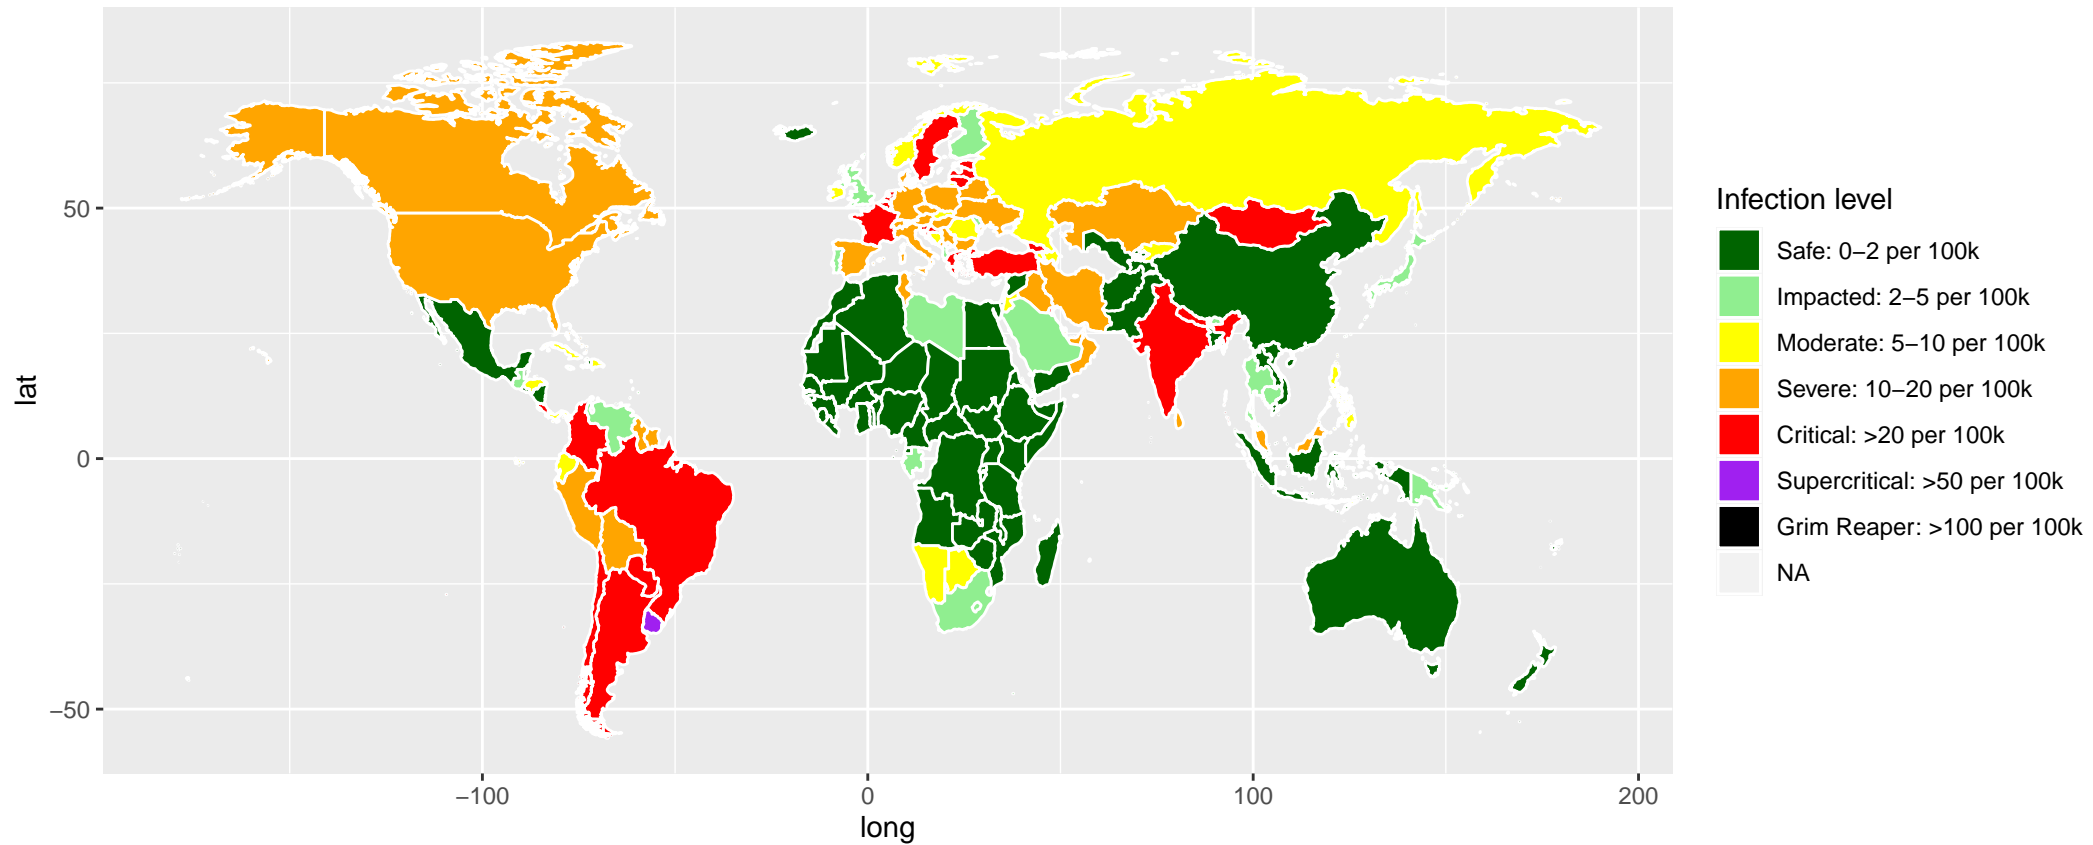 50
0
−50
lat
−100
0
100
200
long
Infection level
Safe: 0−2 per 100k
Impacted: 2−5 per 100k
Moderate: 5−10 per 100k
Severe: 10−20 per 100k
Critical: >20 per 100k
Supercritical: >50 per 100k
Grim Reaper: >100 per 100k
NA